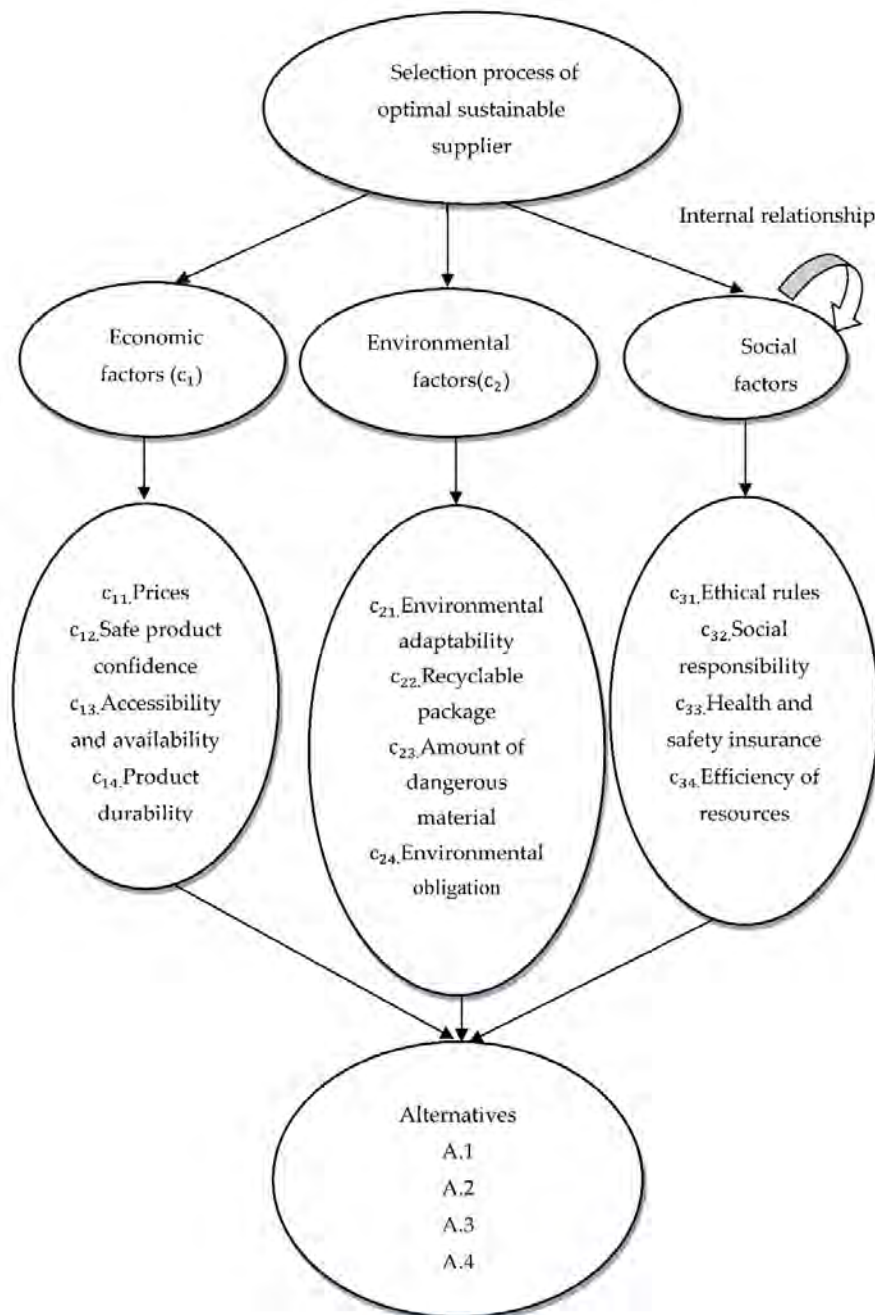 Selection process of
optimal sustainable
supplier
Internal relationship
Economic
factors (c₁)
Environmental
factors(c₂)
Social
factors
c₁₁.Prices
c₁₂.Safe product
confidence
c₁₃.Accessibility
and availability
c₁₄.Product
durability
c₂₁.Environmental
adaptability
c₂₂.Recyclable
package
c₂₃.Amount of
dangerous
material
c₂₄.Environmental
obligation
c₃₁.Ethical rules
c₃₂.Social
responsibility
c₃₃.Health and
safety insurance
c₃₄.Efficiency of
resources
Alternatives
A.1
A.2
A.3
A.4